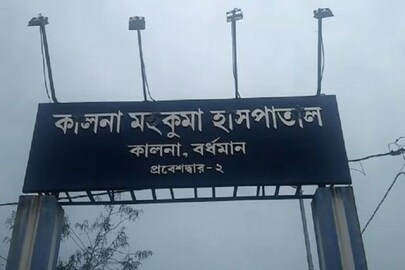 কালনা মহকুমা হাসপাতাল
কালনা, বর্ধমান
প্রবেশদ্বার-২